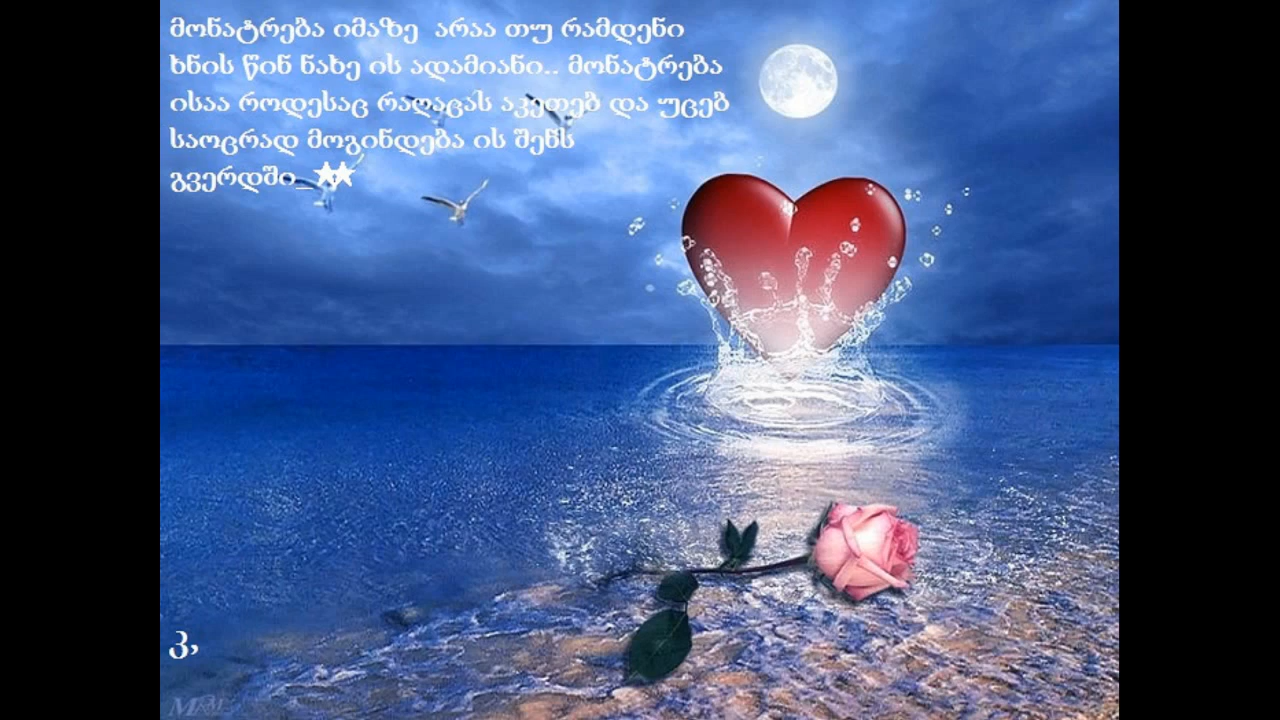 მონატრება იმაზე არაა თუ რამდენი
ხნის წინ ნახე ის ადამიანი.. მონატრება
ისაა როდესაც რაღაცას აკეთებ და უცებ
საოცრად მოგინდება ის შენს
გვერდში_★★
კ,